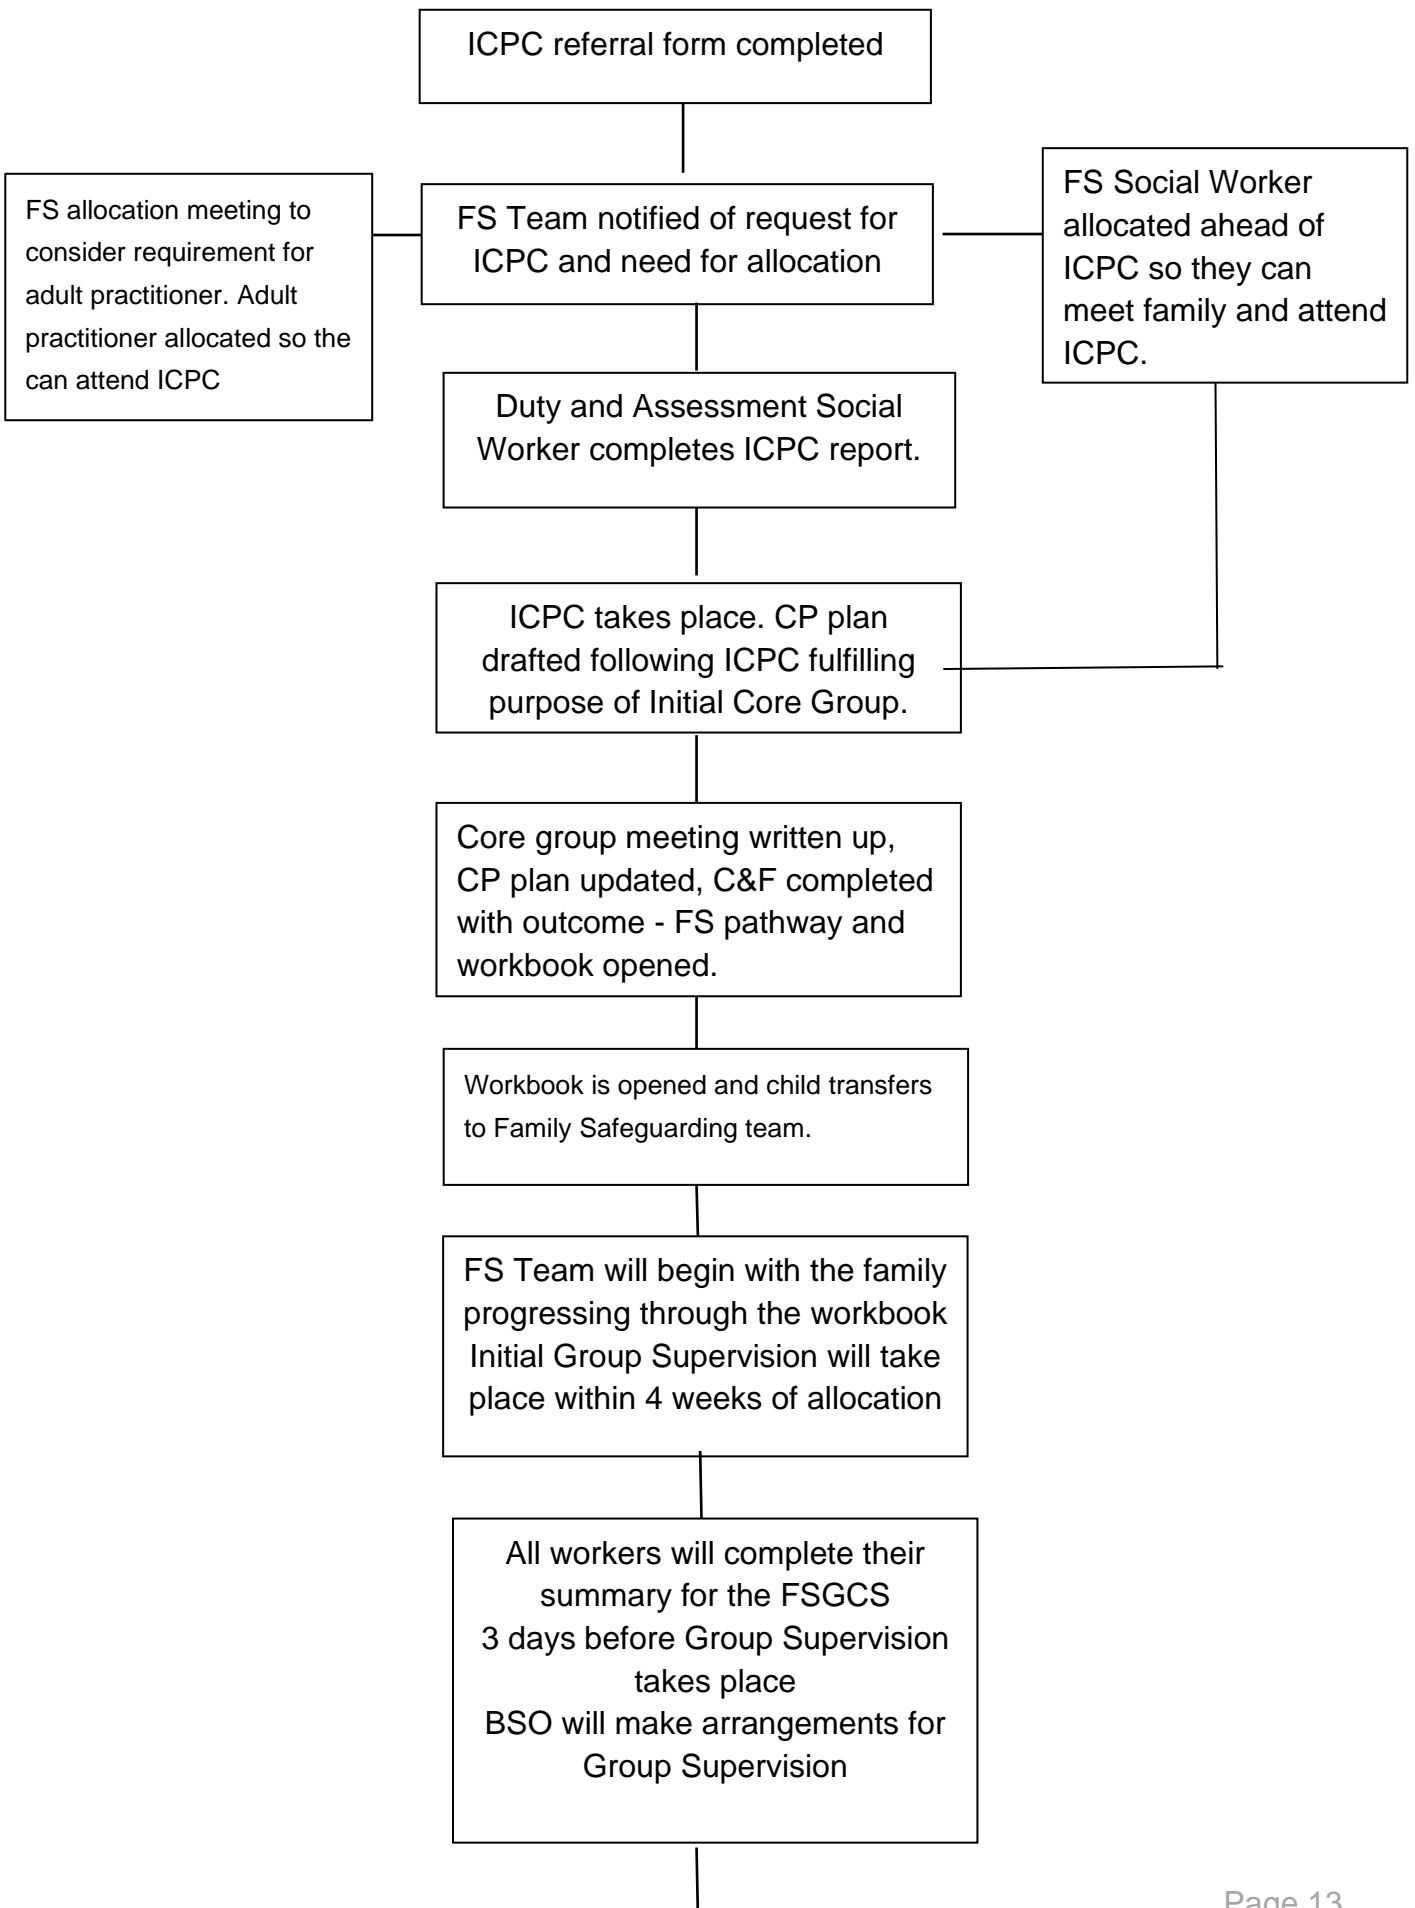 ICPC referral form completed
FS allocation meeting to
consider requirement for
adult practitioner. Adult
practitioner allocated so the
can attend ICPC
FS Team notified of request for
ICPC and need for allocation
FS Social Worker
allocated ahead of
ICPC so they can
meet family and attend
ICPC.
Duty and Assessment Social
Worker completes ICPC report.
ICPC takes place. CP plan
drafted following ICPC fulfilling
purpose of Initial Core Group.
Core group meeting written up,
CP plan updated, C&F completed
with outcome - FS pathway and
workbook opened.
Workbook is opened and child transfers
to Family Safeguarding team.
FS Team will begin with the family
progressing through the workbook
Initial Group Supervision will take
place within 4 weeks of allocation
All workers will complete their
summary for the FSGCS
3 days before Group Supervision
takes place
BSO will make arrangements for
Group Supervision
Page 13